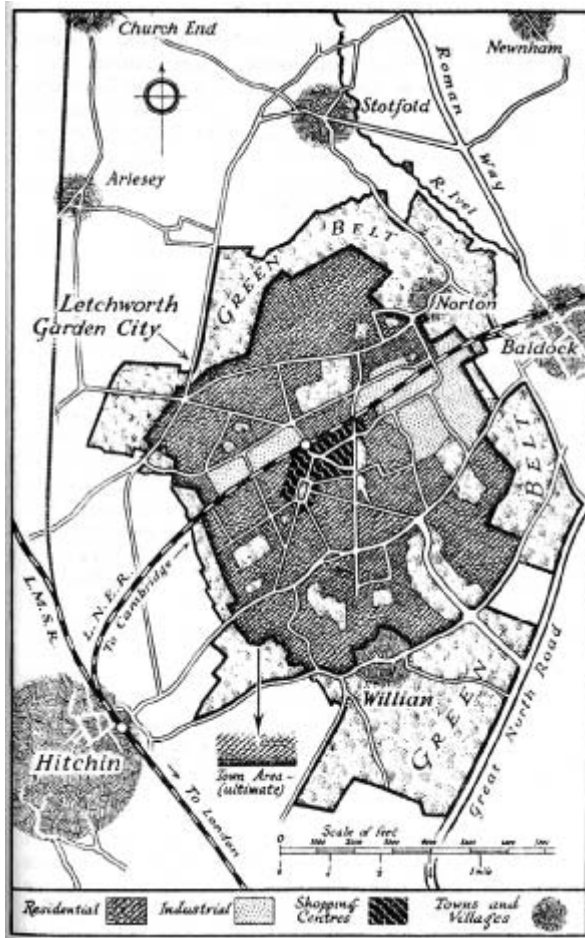 Church End
Newnham
Stotfold
Roman
Way
Arlesey
R. Ivel
GREEN
BELT
Letchworth
Garden City
Norton
Baldock
BELT
L.M.S.R.
L.N.E.R.
To Cambridge
GREEN
Willian
Great North Road
Hitchin
Town Area -
(ultimate)
To London
Scale of feet
0
1 mile
Residential
Industrial
Shopping
Centres
Towns and
Villages